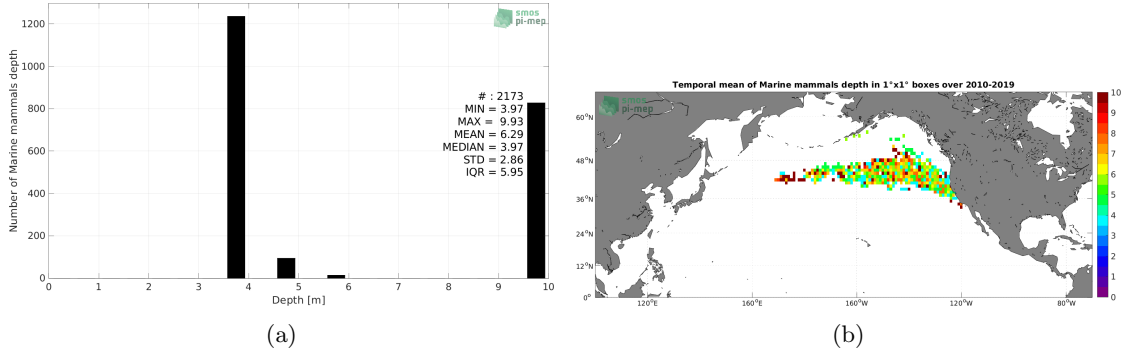 smos
pi-mep
1200
1000
800
600
400
200
0
Number of Marine mammals depth
# : 2173
MIN = 3.97
MAX = 9.93
MEAN = 6.29
MEDIAN = 3.97
STD = 2.86
IQR = 5.95
0 1 2 3 4 5 6 7 8 9 10
Depth [m]
(a)
Temporal mean of Marine mammals depth in 1°x1° boxes over 2010-2019
smos
pi-mep
60°N
48°N
36°N
24°N
12°N
0°
120°E 160°E 160°W 120°W 80°W
10
9
8
7
6
5
4
3
2
1
0
(b)